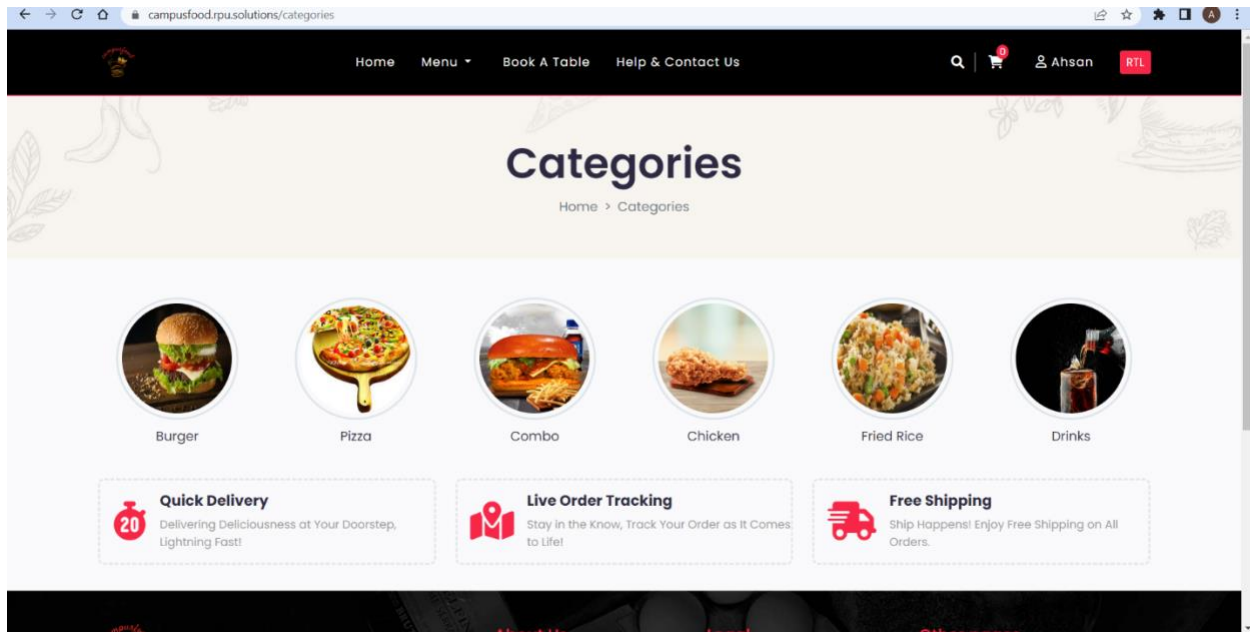 campusfood.rpu.solutions/categories
A
Home Menu Book A Table Help & Contact Us 0 Ahsan RTL
Categories
Home > Categories
Burger Pizza Combo Chicken Fried Rice Drinks
20
Quick Delivery
Delivering Deliciousness at Your Doorstep,
Lightning Fast!
Live Order Tracking
Stay in the Know, Track Your Order as It Comes
to Life!
Free Shipping
Ship Happens! Enjoy Free Shipping on All
Orders.